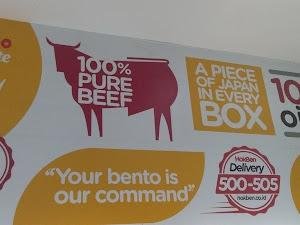 100%
PURE
BEEF
A PIECE
OF JAPAN
IN EVERY
BOX
"Your bento is
our command"
HokBen
Delivery
500-505
hokben.co.id